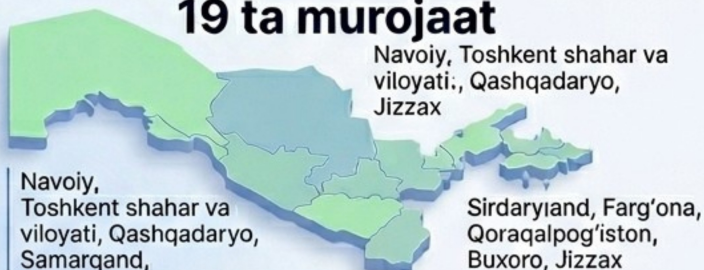 19 ta murojaat
Navoiy, Toshkent shahar va
viloyati., Qashqadaryo,
Jizzax
Navoiy,
Toshkent shahar va
viloyati, Qashqadaryo,
Samarqand,
Sirdaryıand, Farg‘ona,
Qoraqalpog‘iston,
Buxoro, Jizzax